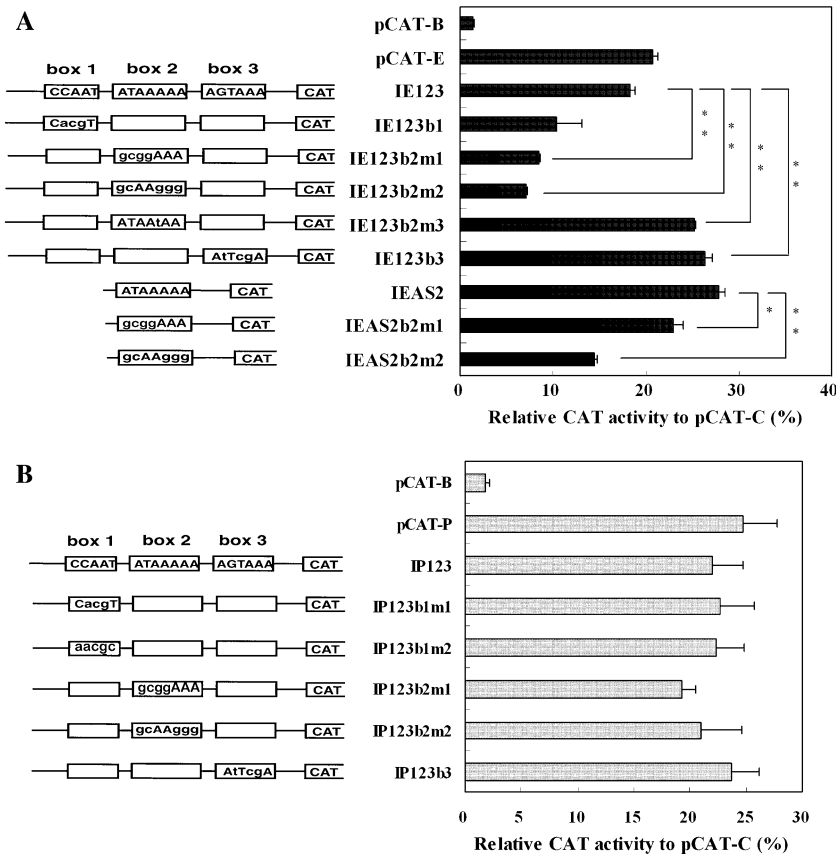 A
box 1 box 2 box 3
CCAAT ATAAAAA AGTAAA CAT
CacgT CAT
gcggAAA CAT
gcAAggg CAT
ATAAtAA CAT
AtTcgA CAT
ATAAAAA CAT
gcggAAA CAT
gcAAggg CAT
pCAT-B
pCAT-E
IE123
IE123b1
IE123b2m1
IE123b2m2
IE123b2m3
IE123b3
IEAS2
IEAS2b2m1
IEAS2b2m2
* *
* *
* *
* *
*
* *
0 10 20 30 40
Relative CAT activity to pCAT-C (%)
B
box 1 box 2 box 3
CCAAT ATAAAAA AGTAAA CAT
CacgT CAT
aacgc CAT
gcggAAA CAT
gcAAggg CAT
AtTcgA CAT
pCAT-B
pCAT-P
IP123
IP123b1m1
IP123b1m2
IP123b2m1
IP123b2m2
IP123b3
0 5 10 15 20 25 30
Relative CAT activity to pCAT-C (%)